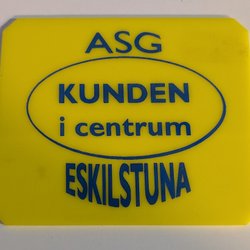 ASG
KUNDEN
i centrum
ESKILSTUNA